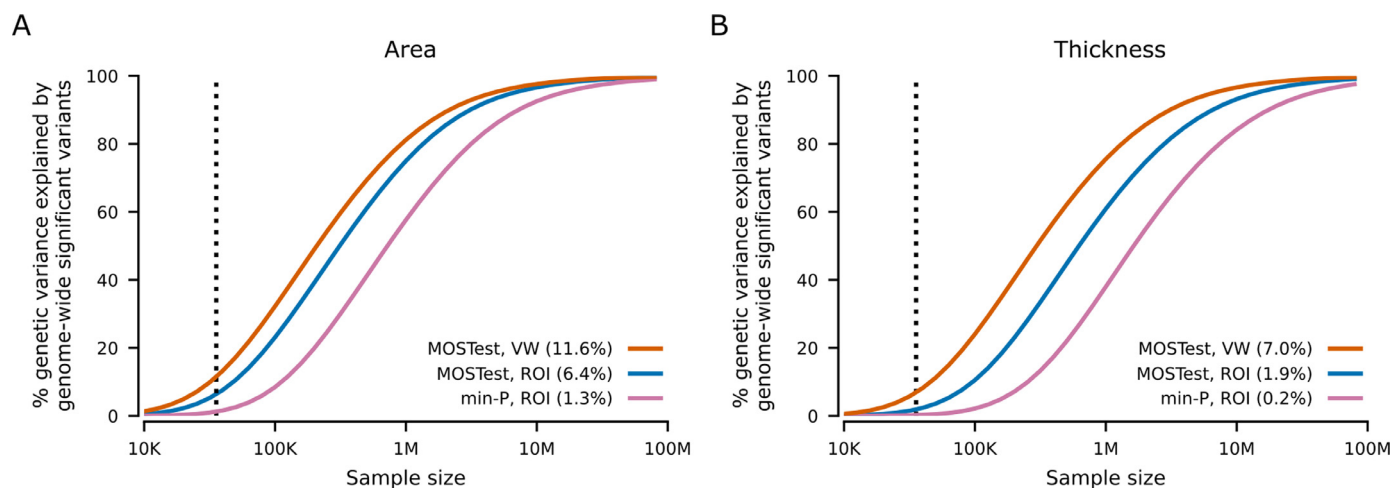 A
Area
% genetic variance explained by
genome-wide significant variants
100
80
60
40
20
0
MOSTest, VW (11.6%)
MOSTest, ROI (6.4%)
min-P, ROI (1.3%)
10K
100K
1M
10M
100M
Sample size
B
Thickness
% genetic variance explained by
genome-wide significant variants
100
80
60
40
20
0
MOSTest, VW (7.0%)
MOSTest, ROI (1.9%)
min-P, ROI (0.2%)
10K
100K
1M
10M
100M
Sample size